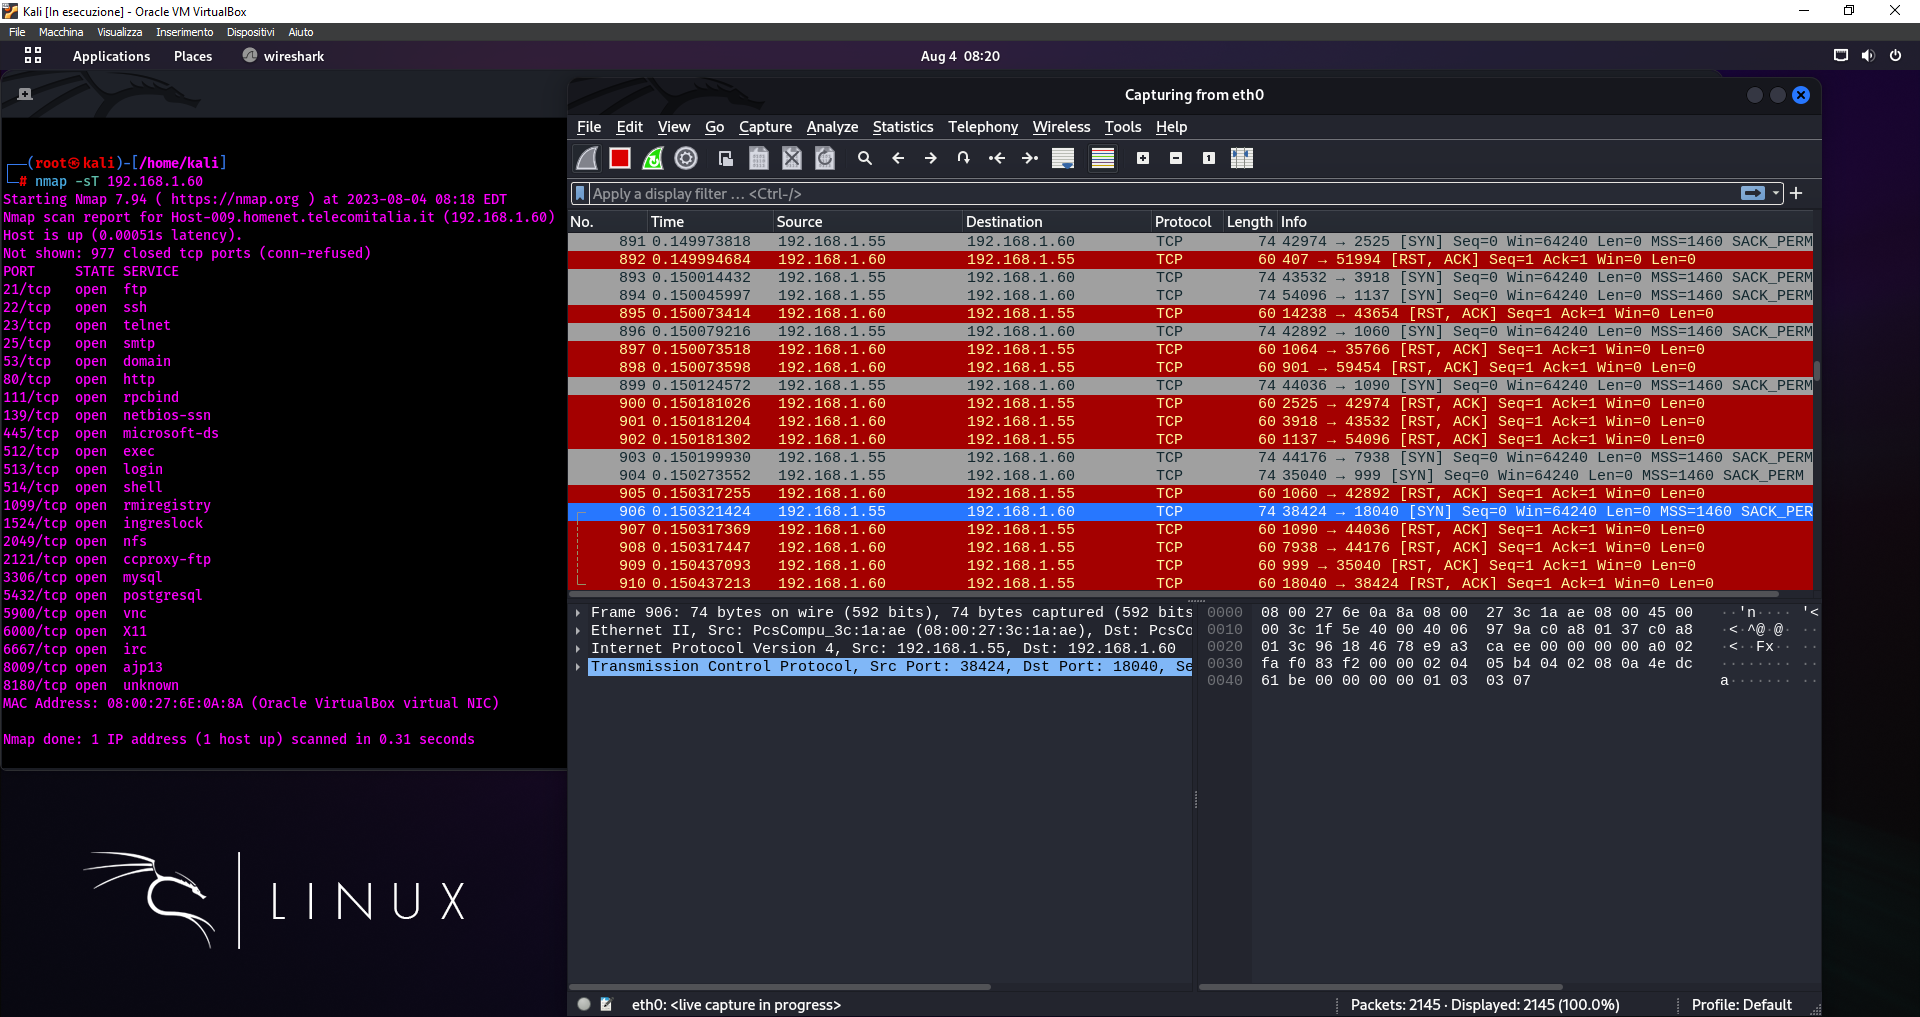 Kali [In esecuzione] - Oracle VM VirtualBox
File Macchina Visualizza Inserimento Dispositivi Aiuto
Applications Places wireshark Aug 4 08:20
┌──(root㉿kali)-[/home/kali]
└─# nmap -sT 192.168.1.60
Starting Nmap 7.94 ( https://nmap.org ) at 2023-08-04 08:18 EDT
Nmap scan report for Host-009.homenet.telecomitalia.it (192.168.1.60)
Host is up (0.00051s latency).
Not shown: 977 closed tcp ports (conn-refused)
PORT STATE SERVICE
21/tcp open ftp
22/tcp open ssh
23/tcp open telnet
25/tcp open smtp
53/tcp open domain
80/tcp open http
111/tcp open rpcbind
139/tcp open netbios-ssn
445/tcp open microsoft-ds
512/tcp open exec
513/tcp open login
514/tcp open shell
1099/tcp open rmiregistry
1524/tcp open ingreslock
2049/tcp open nfs
2121/tcp open ccproxy-ftp
3306/tcp open mysql
5432/tcp open postgresql
5900/tcp open vnc
6000/tcp open X11
6667/tcp open irc
8009/tcp open ajp13
8180/tcp open unknown
MAC Address: 08:00:27:6E:0A:8A (Oracle VirtualBox virtual NIC)
Nmap done: 1 IP address (1 host up) scanned in 0.31 seconds
LINUX
Capturing from eth0
File Edit View Go Capture Analyze Statistics Telephony Wireless Tools Help
Apply a display filter ... <Ctrl-/>
No. Time Source Destination Protocol Length Info
891 0.149973818 192.168.1.55 192.168.1.60 TCP 74 42974 → 2525 [SYN] Seq=0 Win=64240 Len=0 MSS=1460 SACK_PERM
892 0.149994684 192.168.1.60 192.168.1.55 TCP 60 407 → 51994 [RST, ACK] Seq=1 Ack=1 Win=0 Len=0
893 0.150014432 192.168.1.55 192.168.1.60 TCP 74 43532 → 3918 [SYN] Seq=0 Win=64240 Len=0 MSS=1460 SACK_PERM
894 0.150045997 192.168.1.55 192.168.1.60 TCP 74 54096 → 1137 [SYN] Seq=0 Win=64240 Len=0 MSS=1460 SACK_PERM
895 0.150073414 192.168.1.60 192.168.1.55 TCP 60 14238 → 43654 [RST, ACK] Seq=1 Ack=1 Win=0 Len=0
896 0.150079216 192.168.1.55 192.168.1.60 TCP 74 42892 → 1060 [SYN] Seq=0 Win=64240 Len=0 MSS=1460 SACK_PERM
897 0.150073518 192.168.1.60 192.168.1.55 TCP 60 1064 → 35766 [RST, ACK] Seq=1 Ack=1 Win=0 Len=0
898 0.150073598 192.168.1.60 192.168.1.55 TCP 60 901 → 59454 [RST, ACK] Seq=1 Ack=1 Win=0 Len=0
899 0.150124572 192.168.1.55 192.168.1.60 TCP 74 44036 → 1090 [SYN] Seq=0 Win=64240 Len=0 MSS=1460 SACK_PERM
900 0.150181026 192.168.1.60 192.168.1.55 TCP 60 2525 → 42974 [RST, ACK] Seq=1 Ack=1 Win=0 Len=0
901 0.150181204 192.168.1.60 192.168.1.55 TCP 60 3918 → 43532 [RST, ACK] Seq=1 Ack=1 Win=0 Len=0
902 0.150181302 192.168.1.60 192.168.1.55 TCP 60 1137 → 54096 [RST, ACK] Seq=1 Ack=1 Win=0 Len=0
903 0.150199930 192.168.1.55 192.168.1.60 TCP 74 44176 → 7938 [SYN] Seq=0 Win=64240 Len=0 MSS=1460 SACK_PERM
904 0.150273552 192.168.1.55 192.168.1.60 TCP 74 35040 → 999 [SYN] Seq=0 Win=64240 Len=0 MSS=1460 SACK_PERM
905 0.150317255 192.168.1.60 192.168.1.55 TCP 60 1060 → 42892 [RST, ACK] Seq=1 Ack=1 Win=0 Len=0
906 0.150321424 192.168.1.55 192.168.1.60 TCP 74 38424 → 18040 [SYN] Seq=0 Win=64240 Len=0 MSS=1460 SACK_PER
907 0.150317369 192.168.1.60 192.168.1.55 TCP 60 1090 → 44036 [RST, ACK] Seq=1 Ack=1 Win=0 Len=0
908 0.150317447 192.168.1.60 192.168.1.55 TCP 60 7938 → 44176 [RST, ACK] Seq=1 Ack=1 Win=0 Len=0
909 0.150437093 192.168.1.60 192.168.1.55 TCP 60 999 → 35040 [RST, ACK] Seq=1 Ack=1 Win=0 Len=0
910 0.150437213 192.168.1.60 192.168.1.55 TCP 60 18040 → 38424 [RST, ACK] Seq=1 Ack=1 Win=0 Len=0
Frame 906: 74 bytes on wire (592 bits), 74 bytes captured (592 bits
Ethernet II, Src: PcsCompu_3c:1a:ae (08:00:27:3c:1a:ae), Dst: PcsCo
Internet Protocol Version 4, Src: 192.168.1.55, Dst: 192.168.1.60
Transmission Control Protocol, Src Port: 38424, Dst Port: 18040, Se
0000 08 00 27 6e 0a 8a 08 00 27 3c 1a ae 08 00 45 00 ··'n···· '<
0010 00 3c 1f 5e 40 00 40 06 97 9a c0 a8 01 37 c0 a8 ·<·^@·@· ··
0020 01 3c 96 18 46 78 e9 a3 ca ee 00 00 00 00 a0 02 ·<··Fx·· ··
0030 fa f0 83 f2 00 00 02 04 05 b4 04 02 08 0a 4e dc ········ ··
0040 61 be 00 00 00 00 01 03 03 07 a······· ··
eth0: <live capture in progress> Packets: 2145 · Displayed: 2145 (100.0%) Profile: Default